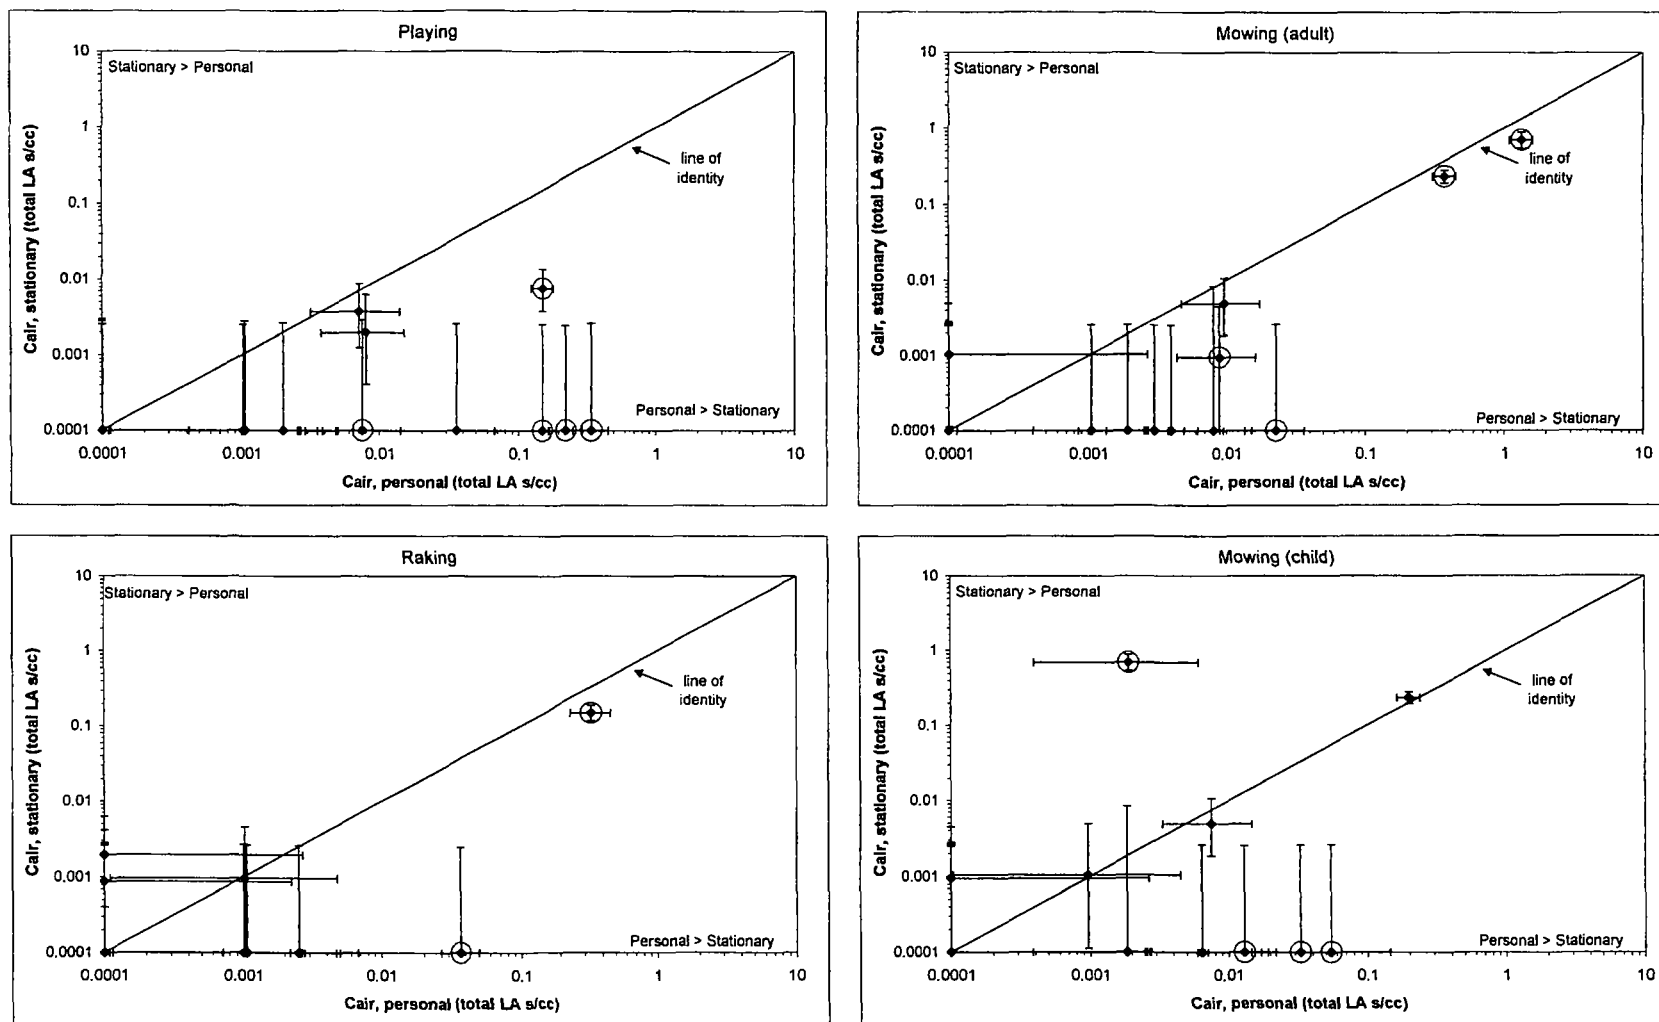 Playing
10
Stationary > Personal
1
line of
identity
0.1
0.01
0.001
Personal > Stationary
0.0001
0.0001
0.001
0.01
0.1
1
10
Cair, stationary (total LA s/cc)
Cair, personal (total LA s/cc)
Mowing (adult)
10
Stationary > Personal
1
line of
identity
0.1
0.01
0.001
Personal > Stationary
0.0001
0.0001
0.001
0.01
0.1
1
10
Cair, stationary (total LA s/cc)
Cair, personal (total LA s/cc)
Raking
10
Stationary > Personal
1
line of
identity
0.1
0.01
0.001
Personal > Stationary
0.0001
0.0001
0.001
0.01
0.1
1
10
Cair, stationary (total LA s/cc)
Cair, personal (total LA s/cc)
Mowing (child)
10
Stationary > Personal
1
line of
identity
0.1
0.01
0.001
Personal > Stationary
0.0001
0.0001
0.001
0.01
0.1
1
10
Cair, stationary (total LA s/cc)
Cair, personal (total LA s/cc)